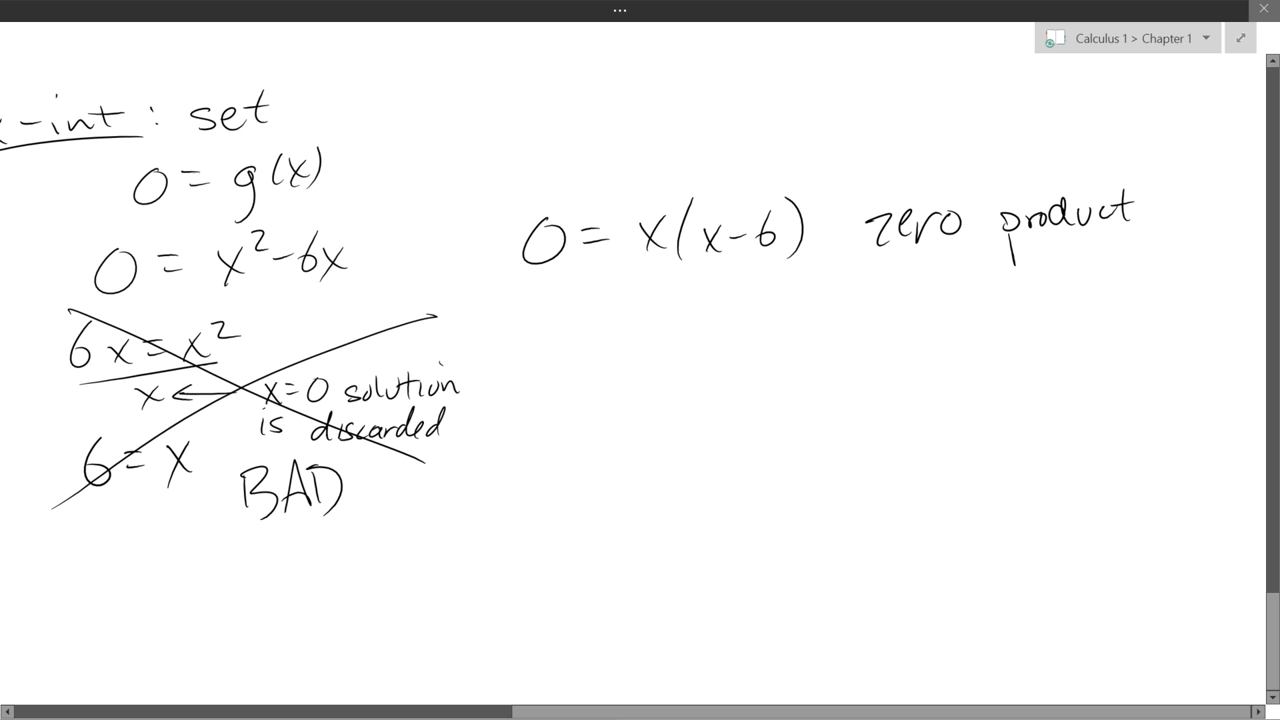 ...
Calculus 1 > Chapter 1
-int : set
0 = g(x)
0 = x² - 6x
6x = x²
x ← x=0 solution
is discarded
6 = x
BAD
0 = x(x-6) zero product